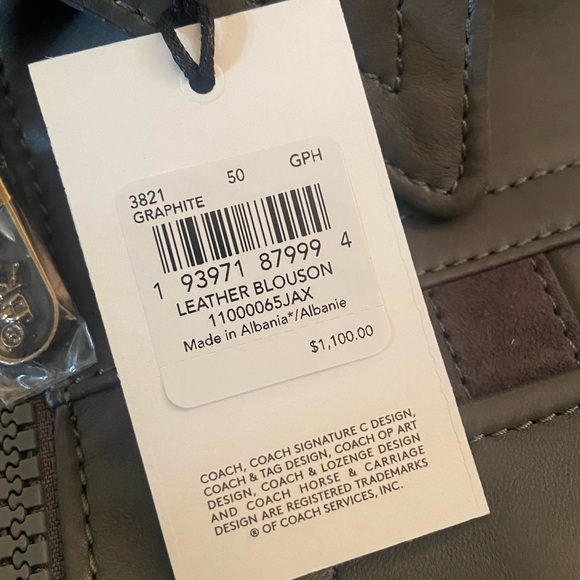 3821 50 GPH
GRAPHITE
1 93971 87999 4
LEATHER BLOUSON
11000065JAX
Made in Albania*/Albanie
$1,100.00
COACH, COACH SIGNATURE C DESIGN,
COACH & TAG DESIGN, COACH OP ART
DESIGN, COACH & LOZENGE DESIGN
AND COACH HORSE & CARRIAGE
DESIGN ARE REGISTERED TRADEMARKS
® OF COACH SERVICES, INC.